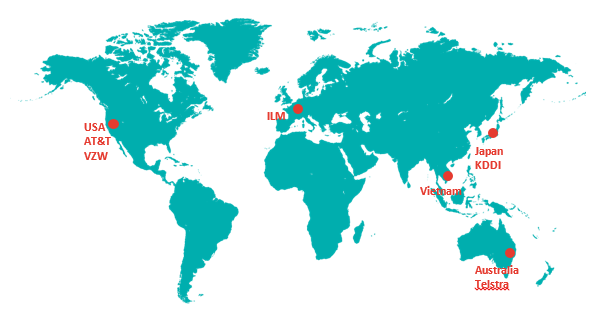 USA
AT&T
VZW
ILM
Japan
KDDI
Vietnam
Australia
Telstra